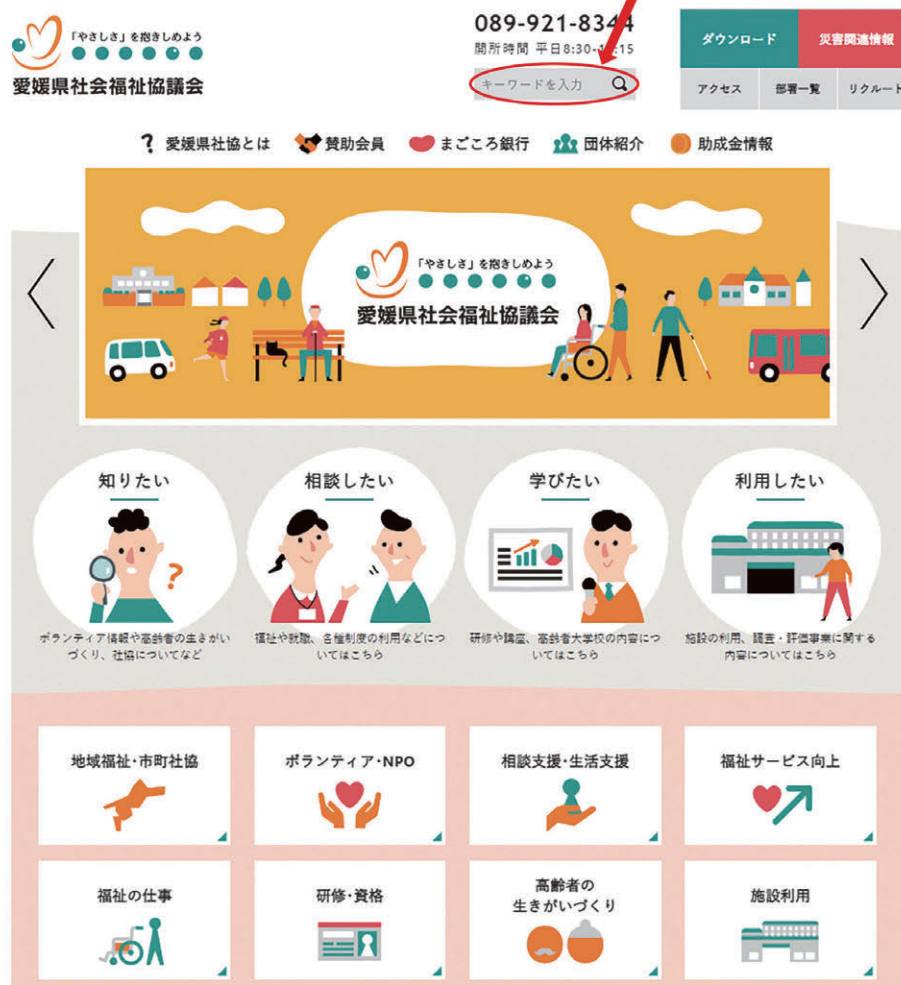 「やさしさ」を抱きしめよう
愛媛県社会福祉協議会
089-921-8344
開所時間 平日8:30-17:15
キーワードを入力
ダウンロード
災害関連情報
アクセス
部署一覧
リクルート
? 愛媛県社協とは
賛助会員
まごころ銀行
団体紹介
助成金情報
「やさしさ」を抱きしめよう
愛媛県社会福祉協議会
知りたい
?
ボランティア情報や高齢者の生きがい
づくり、社協についてなど
相談したい
福祉や就職、各種制度の利用などにつ
いてはこちら
学びたい
研修や講座、高齢者大学校の内容につ
いてはこちら
利用したい
施設の利用、調査・評価事業に関する
内容についてはこちら
地域福祉・市町社協
ボランティア・NPO
相談支援・生活支援
福祉サービス向上
福祉の仕事
研修・資格
高齢者の
生きがいづくり
施設利用